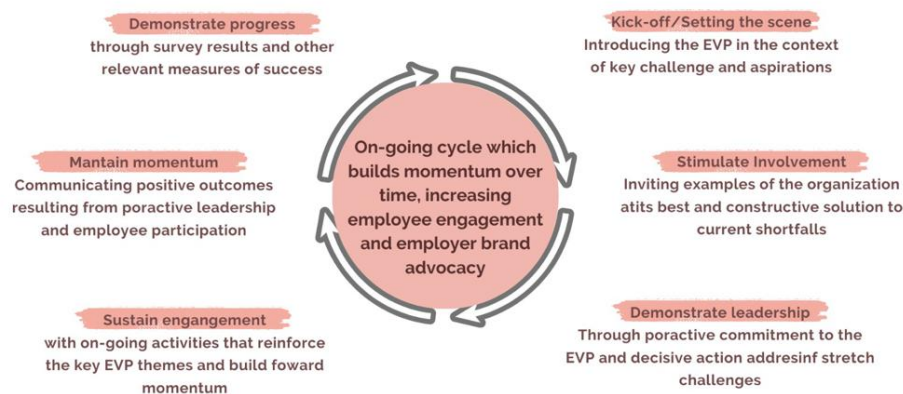 Demonstrate progress
through survey results and other
relevant measures of success
Kick-off/Setting the scene
Introducing the EVP in the context
of key challenge and aspirations
Mantain momentum
Communicating positive outcomes
resulting from poractive leadership
and employee participation
On-going cycle which
builds momentum over
time, increasing
employee engagement
and employer brand
advocacy
Stimulate Involvement
Inviting examples of the organization
atits best and constructive solution to
current shortfalls
Sustain engangement
with on-going activities that reinforce
the key EVP themes and build foward
momentum
Demonstrate leadership
Through poractive commitment to the
EVP and decisive action addresinf stretch
challenges